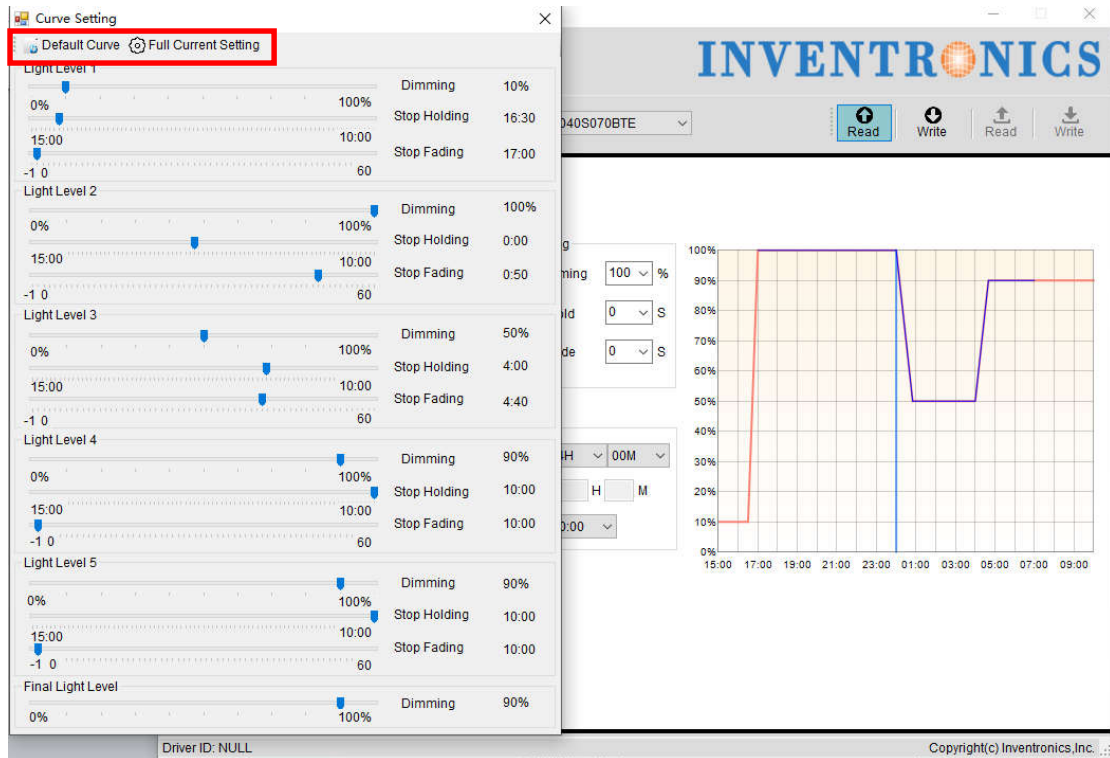 Curve Setting
Default Curve Full Current Setting
INVENTRONICS
Light Level 1
Dimming 10%
0% 100%
Stop Holding 16:30
15:00 10:00
Stop Fading 17:00
-1 0 60
Light Level 2
Dimming 100%
0% 100%
Stop Holding 0:00
15:00 10:00
Stop Fading 0:50
-1 0 60
Light Level 3
Dimming 50%
0% 100%
Stop Holding 4:00
15:00 10:00
Stop Fading 4:40
-1 0 60
Light Level 4
Dimming 90%
0% 100%
Stop Holding 10:00
15:00 10:00
Stop Fading 10:00
-1 0 60
Light Level 5
Dimming 90%
0% 100%
Stop Holding 10:00
15:00 10:00
Stop Fading 10:00
-1 0 60
Final Light Level
Dimming 90%
0% 100%
040S070BTE
Read Write Read Write
g
ming 100 %
old 0 S
de 0 S
4H 00M
H M
0:00
100%
90%
80%
70%
60%
50%
40%
30%
20%
10%
0%
15:00 17:00 19:00 21:00 23:00 01:00 03:00 05:00 07:00 09:00
Driver ID: NULL
Copyright(c) Inventronics,Inc.